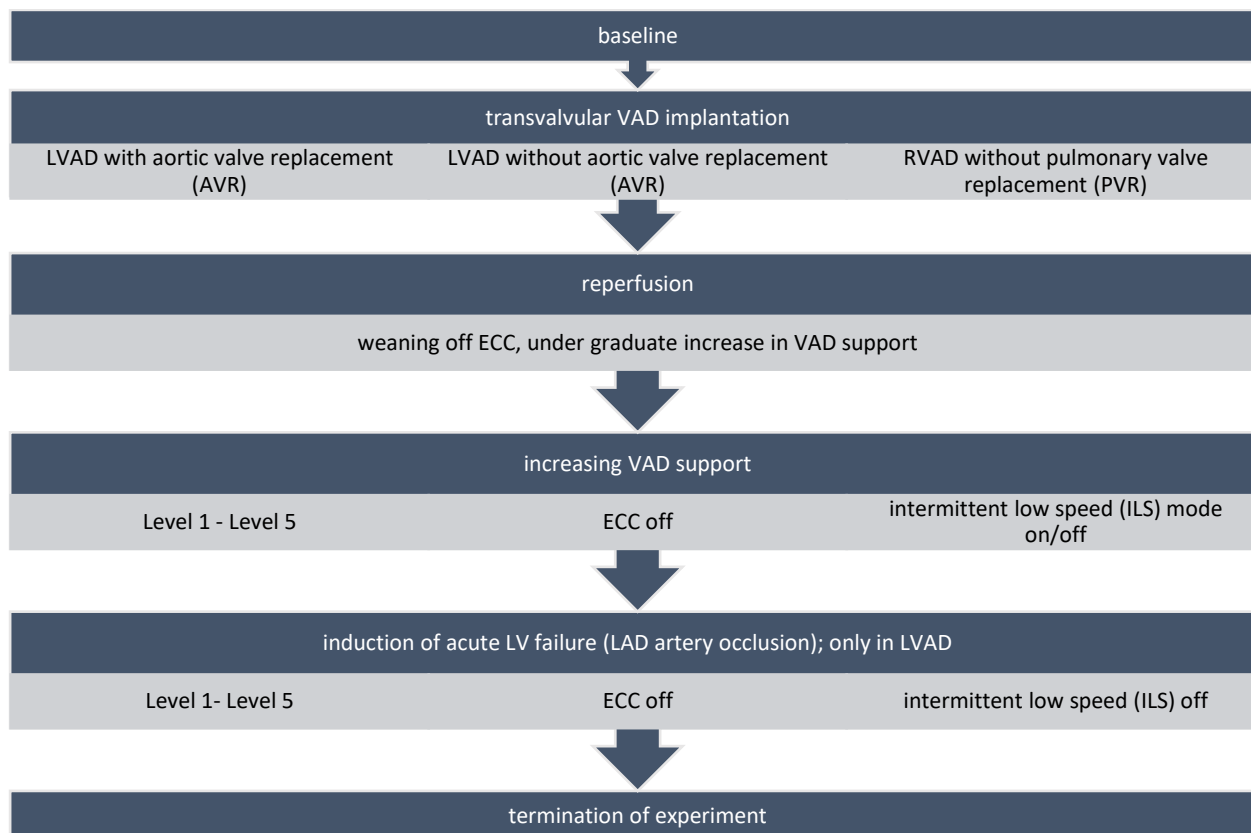 baseline
transvalvular VAD implantation
LVAD with aortic valve replacement
(AVR)
LVAD without aortic valve replacement
(AVR)
RVAD without pulmonary valve
replacement (PVR)
reperfusion
weaning off ECC, under graduate increase in VAD support
increasing VAD support
Level 1 - Level 5
ECC off
intermittent low speed (ILS) mode
on/off
induction of acute LV failure (LAD artery occlusion); only in LVAD
Level 1- Level 5
ECC off
intermittent low speed (ILS) off
termination of experiment